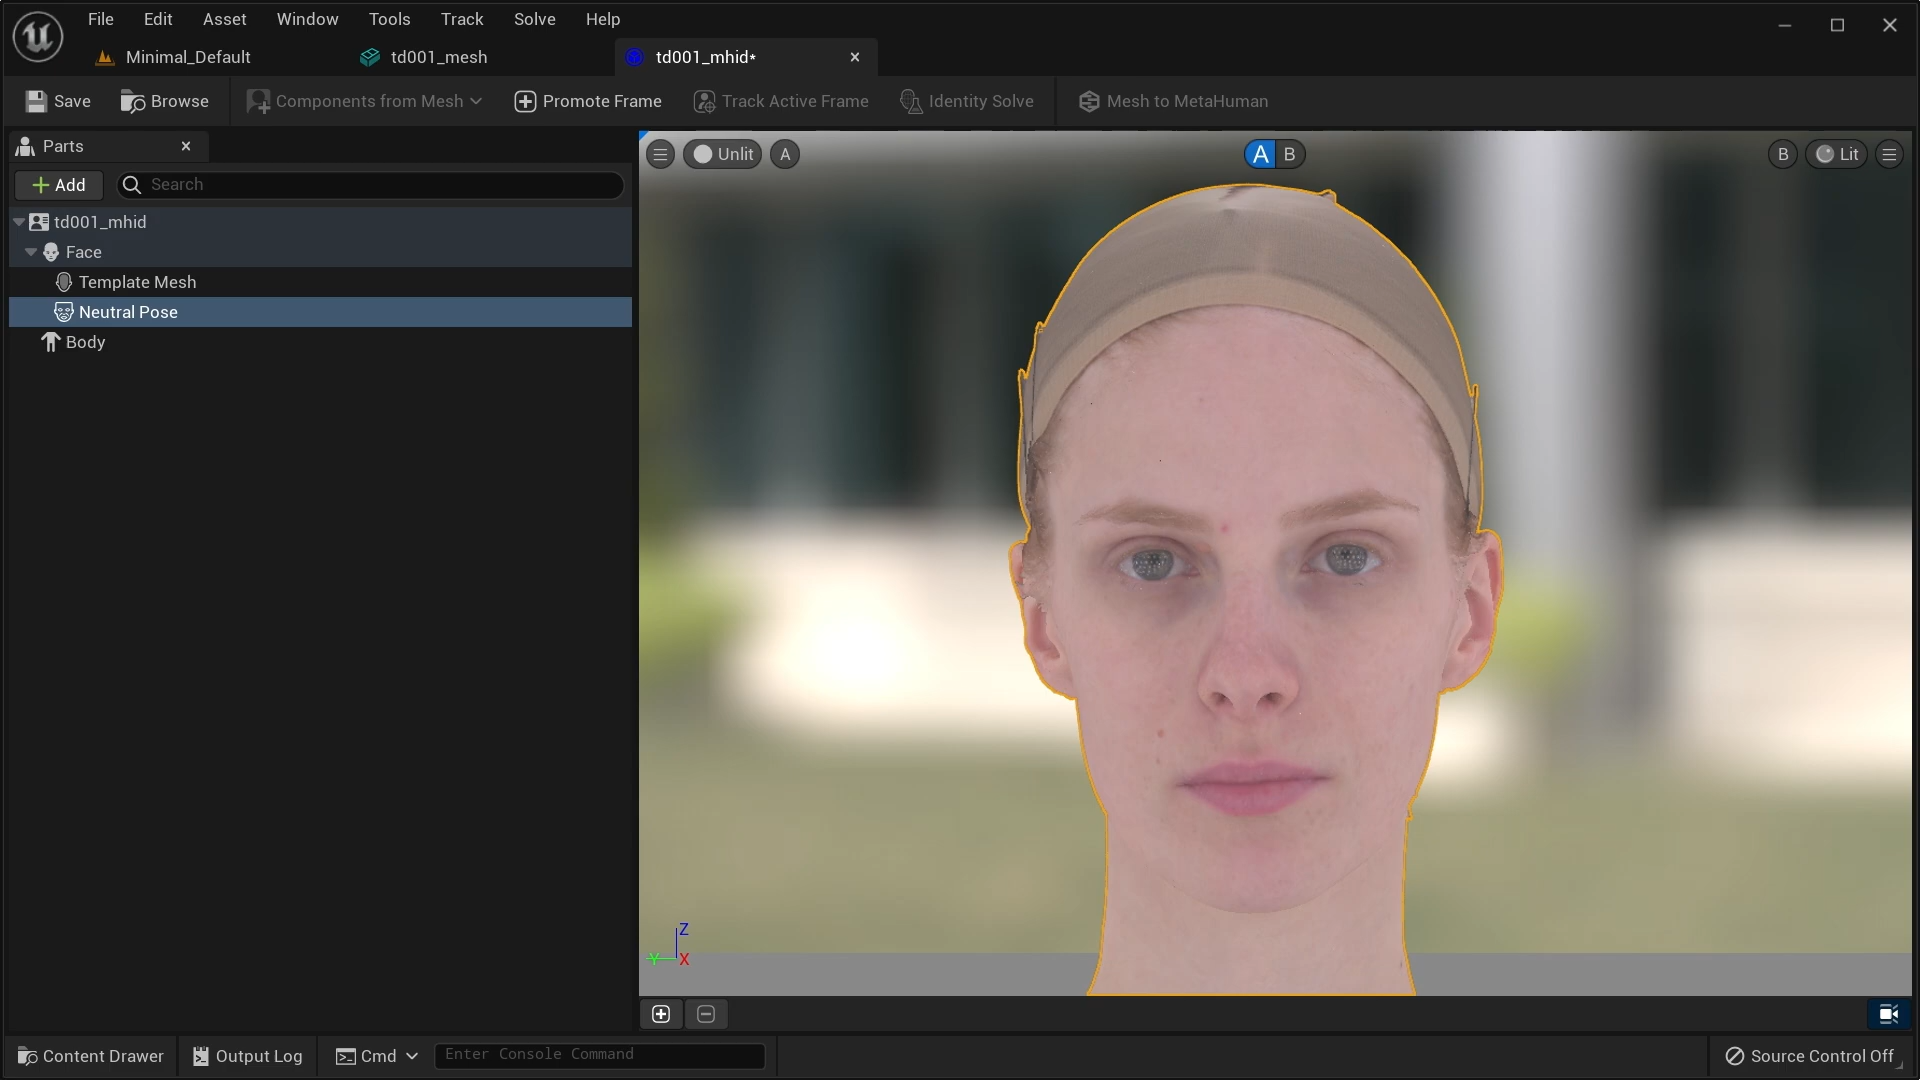 File Edit Asset Window Tools Track Solve Help
Minimal_Default td001_mesh td001_mhid*
Save Browse Components from Mesh Promote Frame Track Active Frame Identity Solve Mesh to MetaHuman
Parts
Add Search
td001_mhid
Face
Template Mesh
Neutral Pose
Body
Unlit A A B B Lit
Z
Y X
Content Drawer Output Log Cmd Enter Console Command Source Control Off